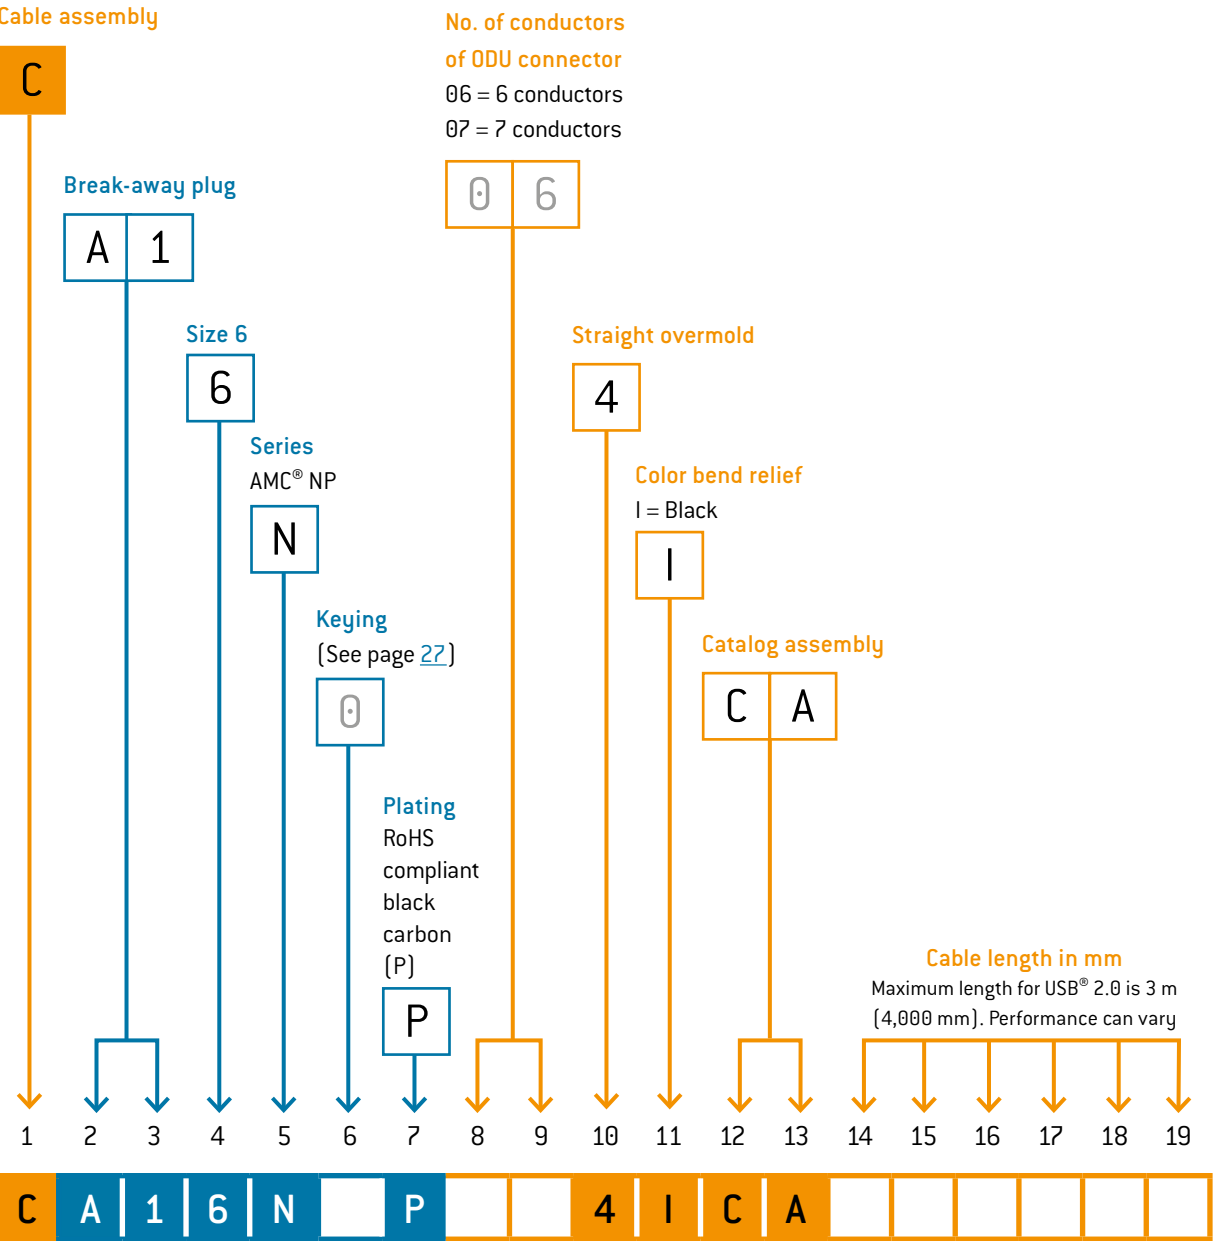 Cable assembly
C
No. of conductors
of ODU connector
06 = 6 conductors
07 = 7 conductors
0 6
Break-away plug
A 1
Size 6
6
Straight overmold
4
Series
AMC® NP
N
Color bend relief
I = Black
I
Keying
(See page 27)
0
Catalog assembly
C A
Plating
RoHS
compliant
black
carbon
(P)
P
Cable length in mm
Maximum length for USB® 2.0 is 3 m
(4,000 mm). Performance can vary
1 2 3 4 5 6 7 8 9 10 11 12 13 14 15 16 17 18 19
C A 1 6 N P 4 I C A